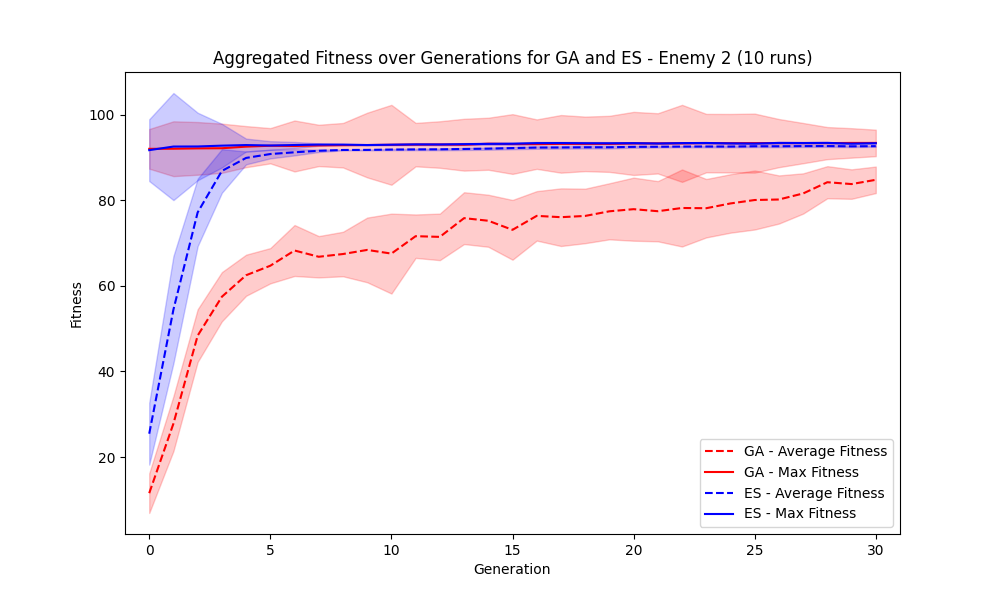 Aggregated Fitness over Generations for GA and ES - Enemy 2 (10 runs)
100
80
60
40
20
Fitness
0
5
10
15
20
25
30
Generation
GA - Average Fitness
GA - Max Fitness
ES - Average Fitness
ES - Max Fitness